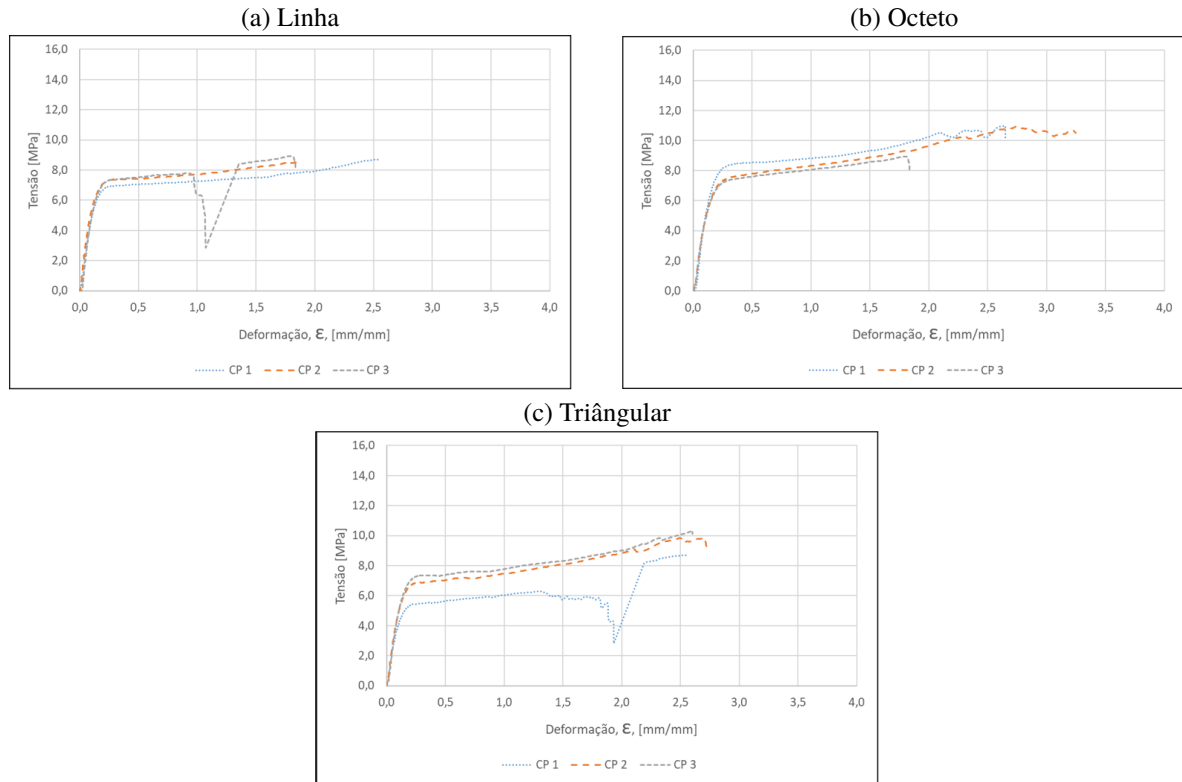 (a) Linha
16,0
14,0
12,0
10,0
8,0
6,0
4,0
2,0
0,0
Tensão [MPa]
0,0 0,5 1,0 1,5 2,0 2,5 3,0 3,5 4,0
Deformação, ε, [mm/mm]
CP 1 CP 2 CP 3
(b) Octeto
16,0
14,0
12,0
10,0
8,0
6,0
4,0
2,0
0,0
Tensão [MPa]
0,0 0,5 1,0 1,5 2,0 2,5 3,0 3,5 4,0
Deformação, ε, [mm/mm]
CP 1 CP 2 CP 3
(c) Triângular
16,0
14,0
12,0
10,0
8,0
6,0
4,0
2,0
0,0
Tensão [MPa]
0,0 0,5 1,0 1,5 2,0 2,5 3,0 3,5 4,0
Deformação, ε, [mm/mm]
CP 1 CP 2 CP 3